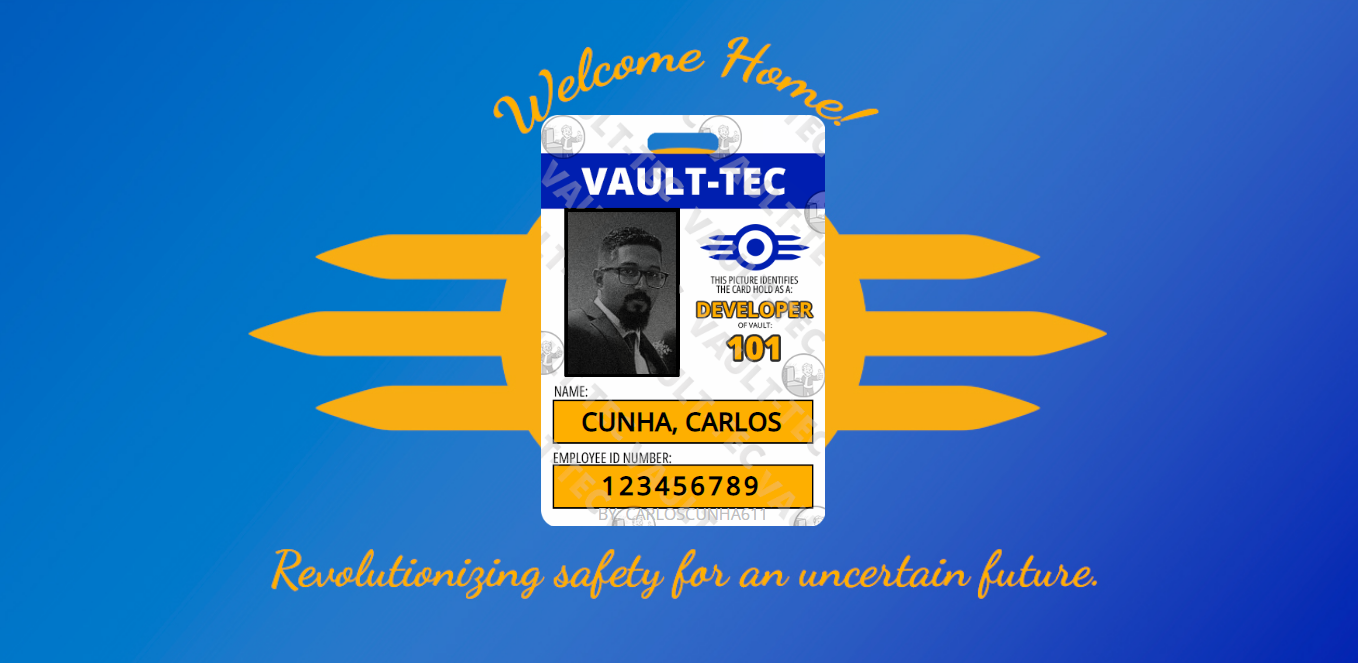 Welcome Home!
VAULT-TEC
THIS PICTURE IDENTIFIES
THE CARD HOLD AS A:
DEVELOPER
OF VAULT:
101
NAME:
CUNHA, CARLOS
EMPLOYEE ID NUMBER:
123456789
BY: CARLOSCUNHA611
Revolutionizing safety for an uncertain future.